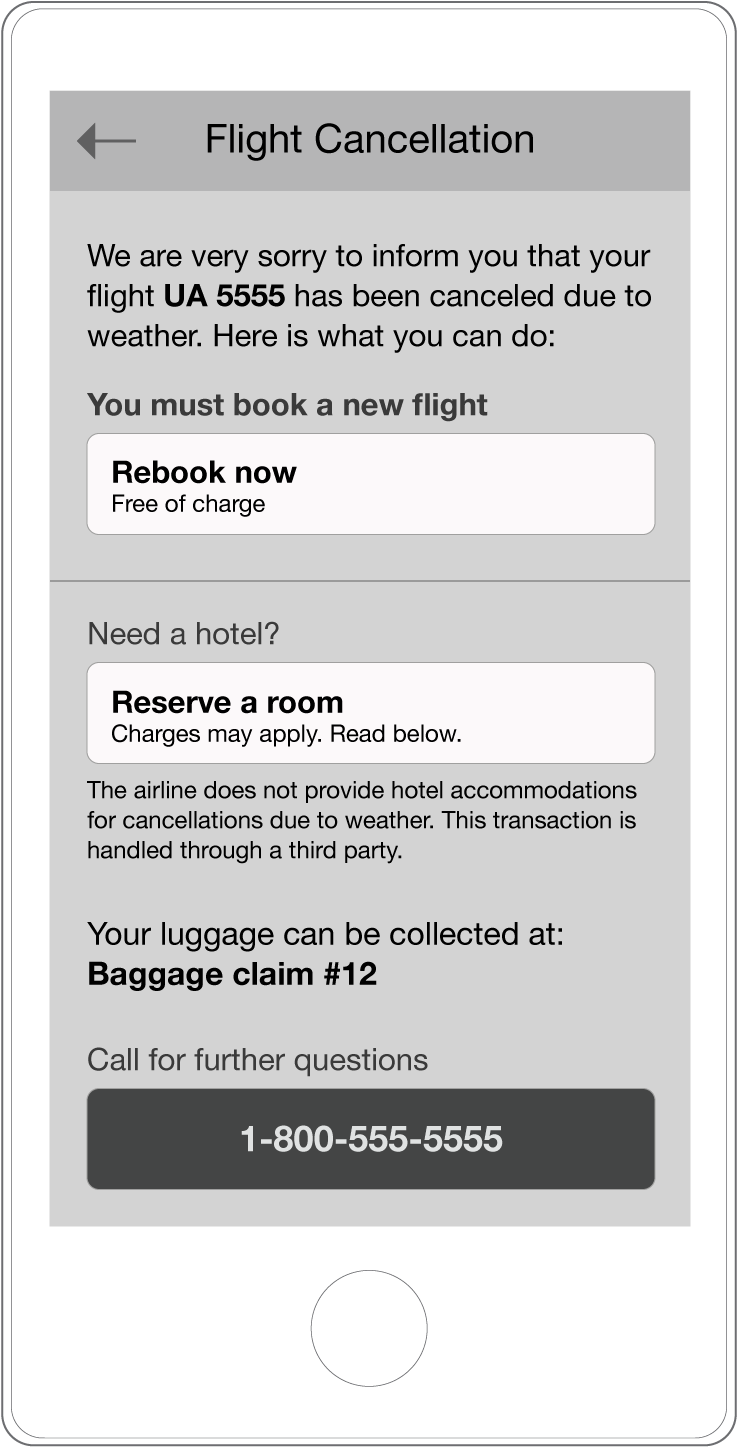 Flight Cancellation
We are very sorry to inform you that your
flight UA 5555 has been canceled due to
weather. Here is what you can do:
You must book a new flight
Rebook now
Free of charge
Need a hotel?
Reserve a room
Charges may apply. Read below.
The airline does not provide hotel accommodations
for cancellations due to weather. This transaction is
handled through a third party.
Your luggage can be collected at:
Baggage claim #12
Call for further questions
1-800-555-5555